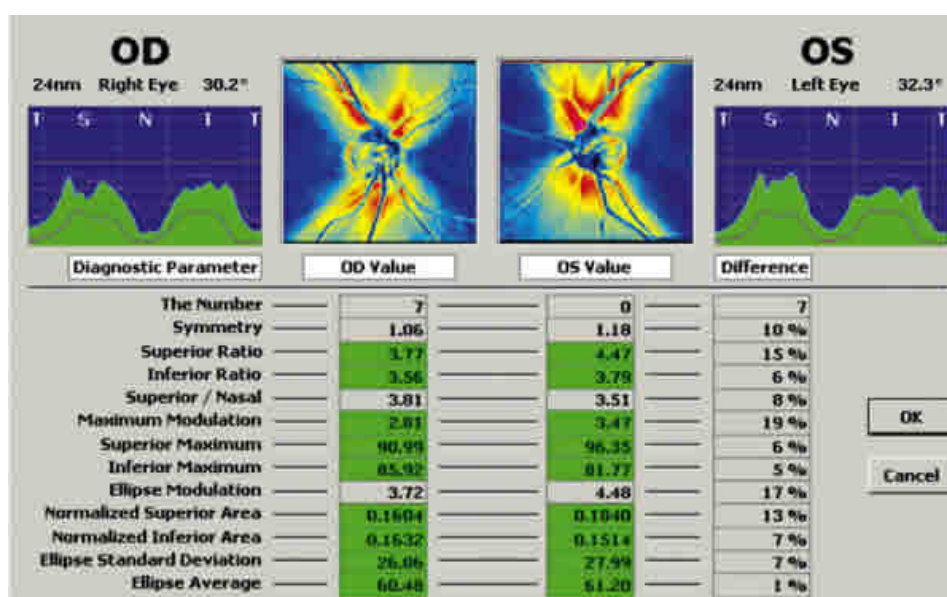 OD
OS
24nm Right Eye 30.2°
24nm Left Eye 32.3°
T S N I T
T S N I T
Diagnostic Parameter OD Value OS Value Difference
The Number 7 0 7
Symmetry 1.06 1.18 10 %
Superior Ratio 3.77 4.47 15 %
Inferior Ratio 3.56 3.79 6 %
Superior / Nasal 3.81 3.51 8 %
Maximum Modulation 2.81 3.47 19 %
Superior Maximum 90.99 96.35 6 %
Inferior Maximum 85.92 81.77 5 %
Ellipse Modulation 3.72 4.48 17 %
Normalized Superior Area 0.1604 0.1840 13 %
Normalized Inferior Area 0.1632 0.1514 7 %
Ellipse Standard Deviation 26.06 27.99 7 %
Ellipse Average 60.48 61.20 1 %
OK
Cancel